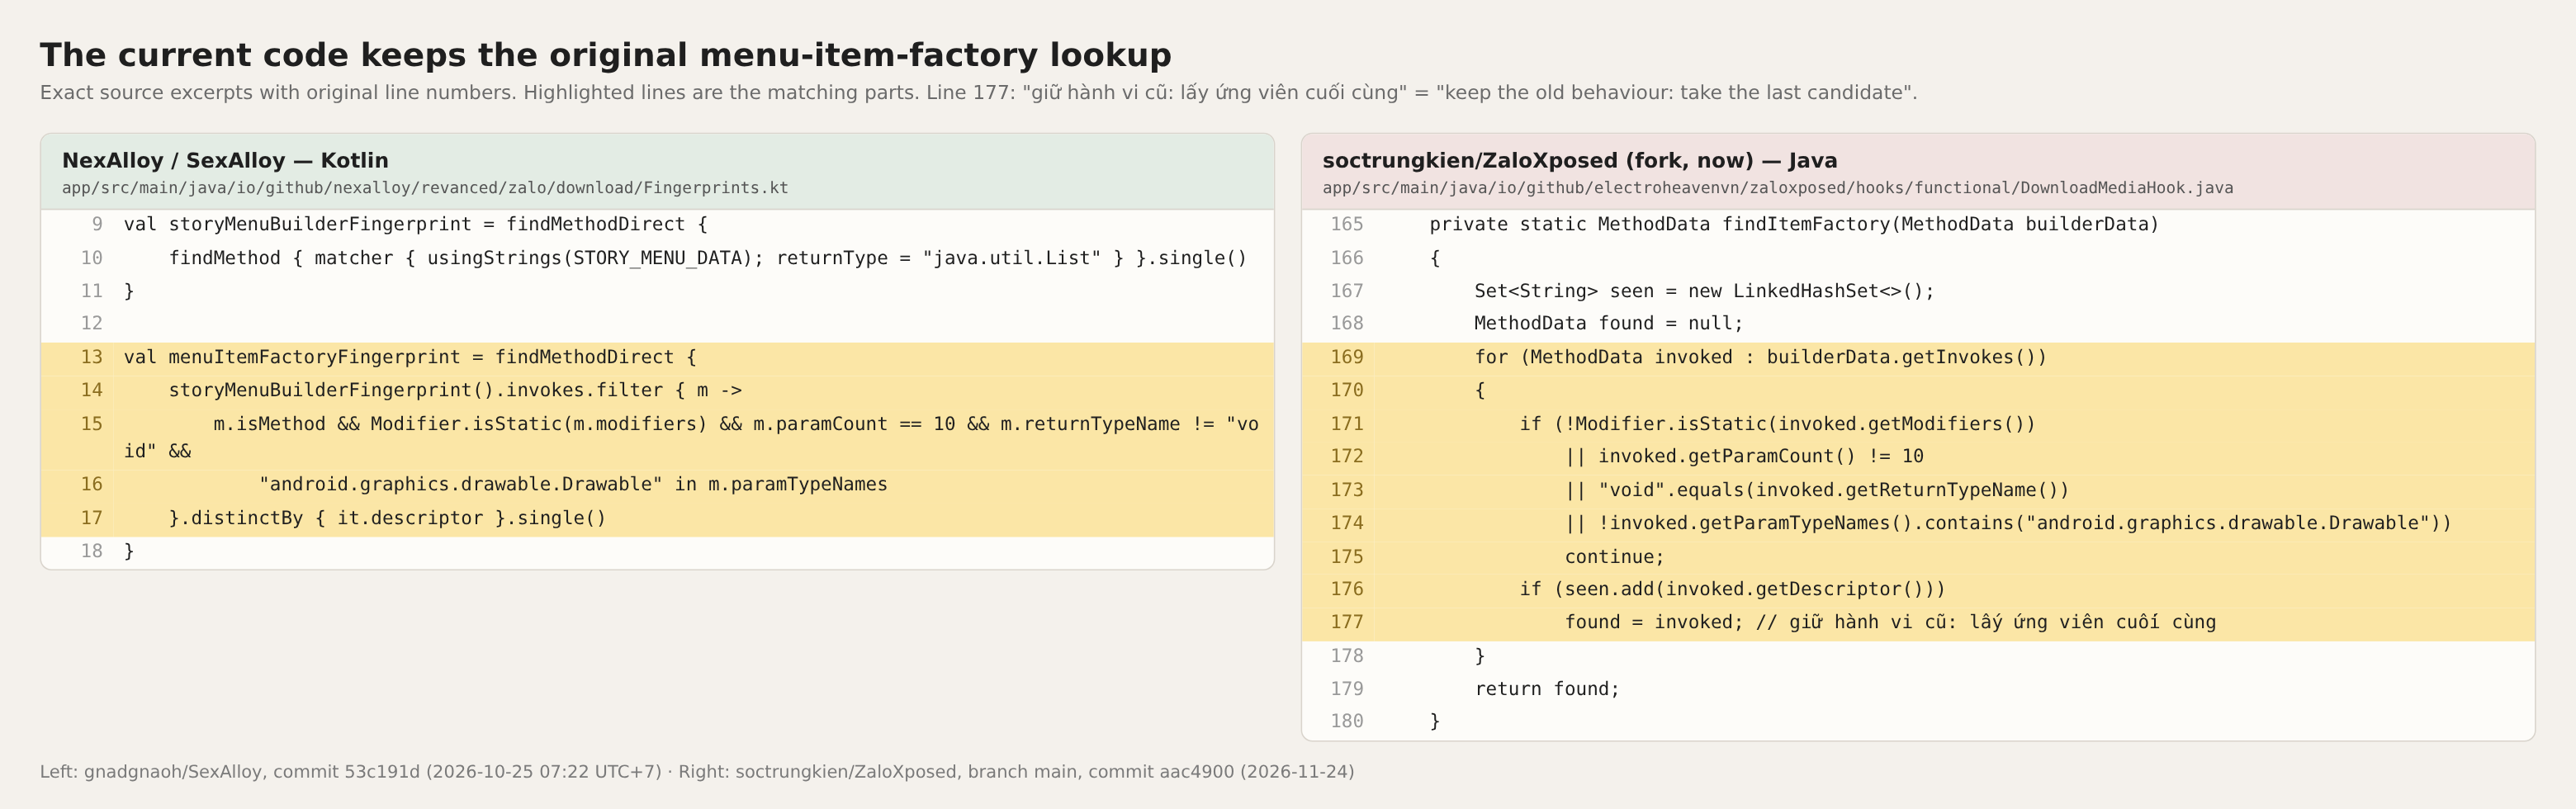 The current code keeps the original menu-item-factory lookup
Exact source excerpts with original line numbers. Highlighted lines are the matching parts. Line 177: "giữ hành vi cũ: lấy ứng viên cuối cùng" = "keep the old behaviour: take the last candidate".
NexAlloy / SexAlloy — Kotlin
app/src/main/java/io/github/nexalloy/revanced/zalo/download/Fingerprints.kt
9 val storyMenuBuilderFingerprint = findMethodDirect {
10     findMethod { matcher { usingStrings(STORY_MENU_DATA); returnType = "java.util.List" } }.single()
11 }
12
13 val menuItemFactoryFingerprint = findMethodDirect {
14     storyMenuBuilderFingerprint().invokes.filter { m ->
15         m.isMethod && Modifier.isStatic(m.modifiers) && m.paramCount == 10 && m.returnTypeName != "vo
id" &&
16             "android.graphics.drawable.Drawable" in m.paramTypeNames
17     }.distinctBy { it.descriptor }.single()
18 }
soctrungkien/ZaloXposed (fork, now) — Java
app/src/main/java/io/github/electroheavenvn/zaloxposed/hooks/functional/DownloadMediaHook.java
165     private static MethodData findItemFactory(MethodData builderData)
166     {
167         Set<String> seen = new LinkedHashSet<>();
168         MethodData found = null;
169         for (MethodData invoked : builderData.getInvokes())
170         {
171             if (!Modifier.isStatic(invoked.getModifiers())
172                 || invoked.getParamCount() != 10
173                 || "void".equals(invoked.getReturnTypeName())
174                 || !invoked.getParamTypeNames().contains("android.graphics.drawable.Drawable"))
175                 continue;
176             if (seen.add(invoked.getDescriptor()))
177                 found = invoked; // giữ hành vi cũ: lấy ứng viên cuối cùng
178         }
179         return found;
180     }
Left: gnadgnaoh/SexAlloy, commit 53c191d (2026-10-25 07:22 UTC+7) · Right: soctrungkien/ZaloXposed, branch main, commit aac4900 (2026-11-24)